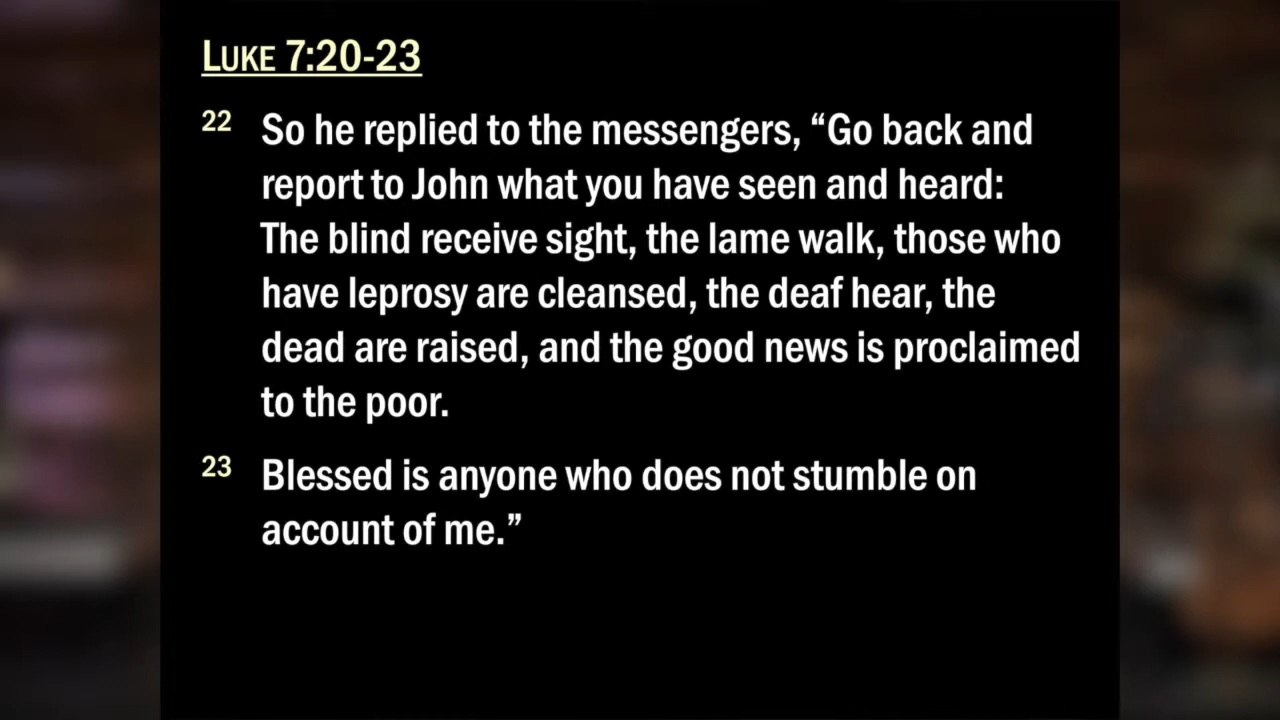 LUKE 7:20-23
22 So he replied to the messengers, “Go back and
report to John what you have seen and heard:
The blind receive sight, the lame walk, those who
have leprosy are cleansed, the deaf hear, the
dead are raised, and the good news is proclaimed
to the poor.
23 Blessed is anyone who does not stumble on
account of me.”